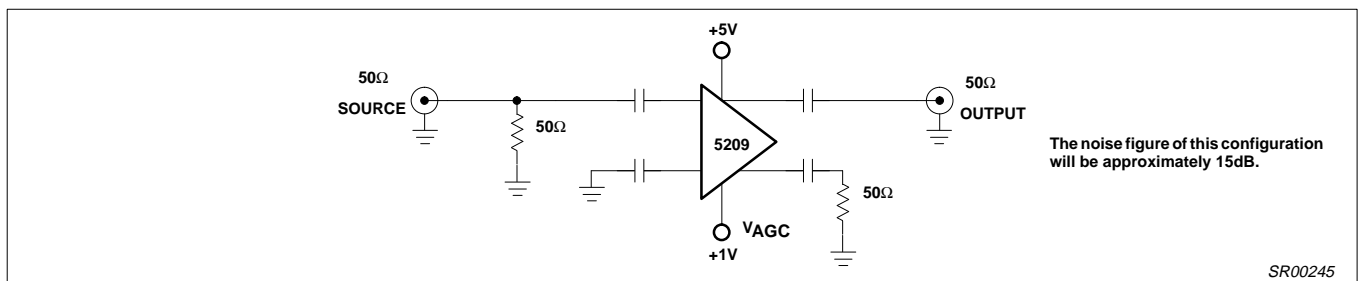 +5V
50Ω
SOURCE
50Ω
5209
50Ω
OUTPUT
The noise figure of this configuration
will be approximately 15dB.
50Ω
VAGC
+1V
SR00245